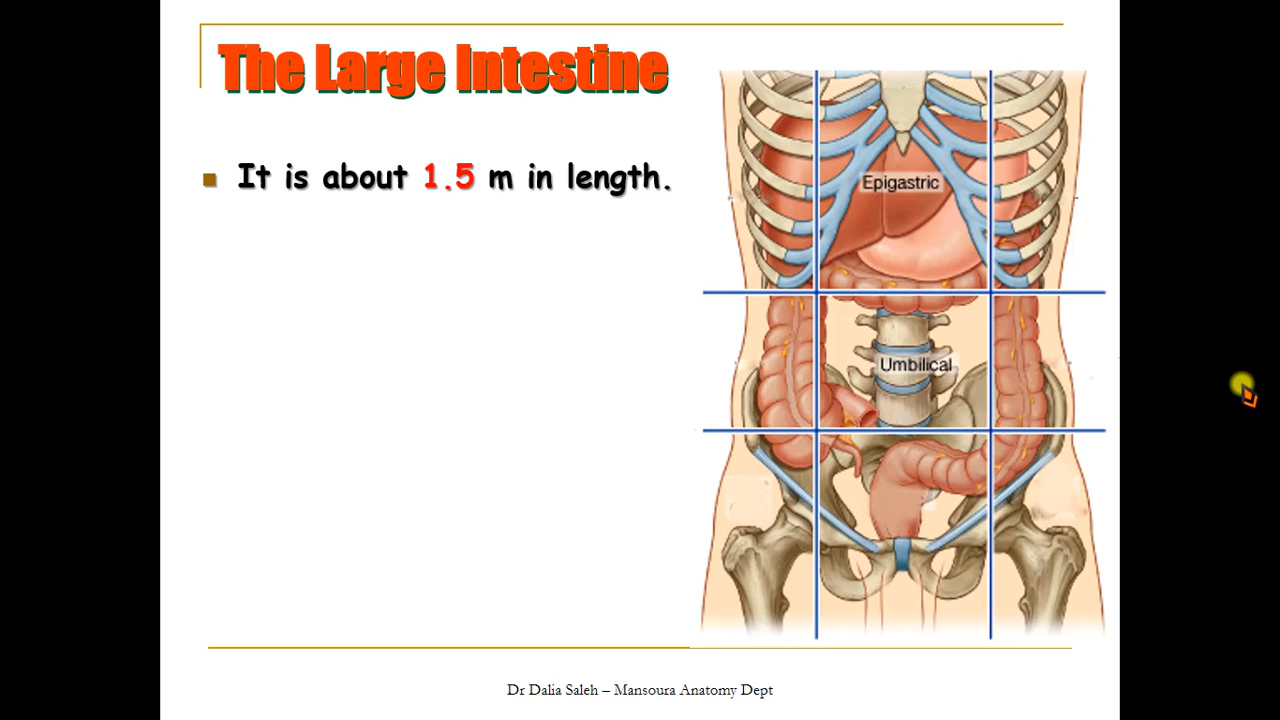 The Large Intestine
It is about 1.5 m in length.
Epigastric
Umbilical
Dr Dalia Saleh – Mansoura Anatomy Dept